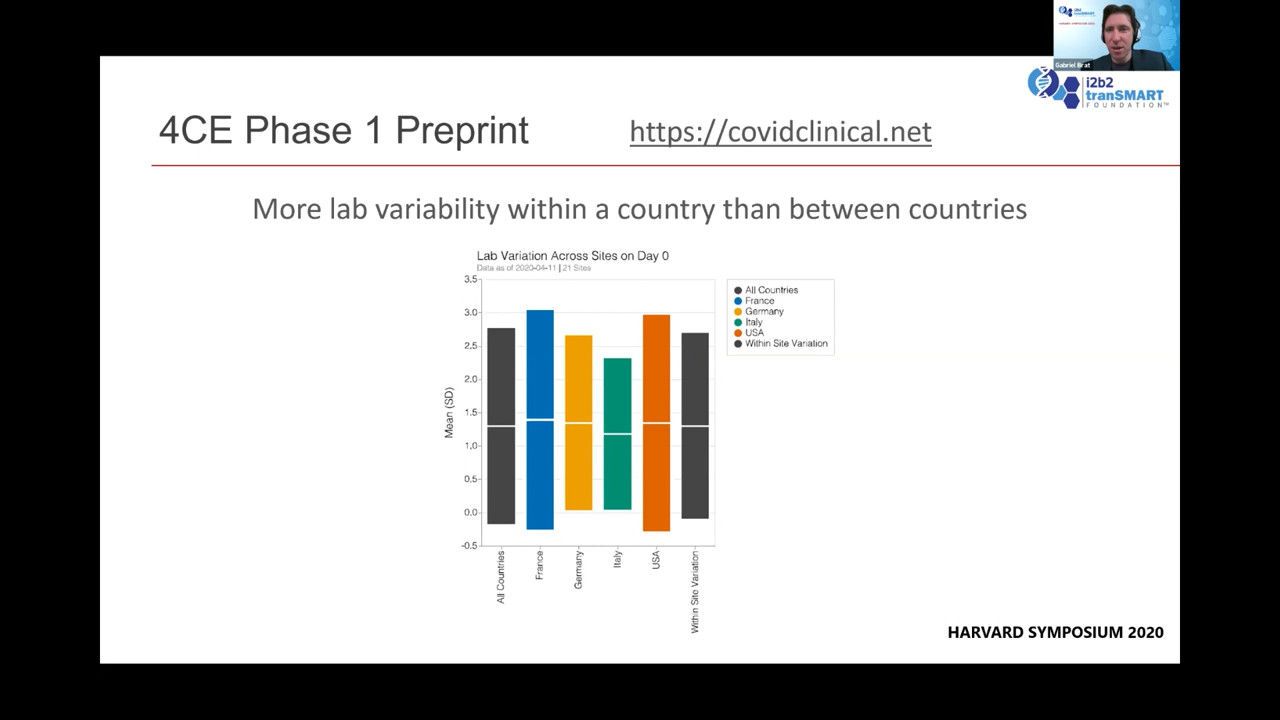 Gabriel Brat
i2b2
tranSMART
FOUNDATION™
4CE Phase 1 Preprint
https://covidclinical.net
More lab variability within a country than between countries
Lab Variation Across Sites on Day 0
Data as of 2020-04-11 | 21 Sites
3.5
3.0
2.5
2.0
1.5
1.0
0.5
0.0
-0.5
Mean (SD)
All Countries
France
Germany
Italy
USA
Within Site Variation
All Countries
France
Germany
Italy
USA
Within Site Variation
HARVARD SYMPOSIUM 2020